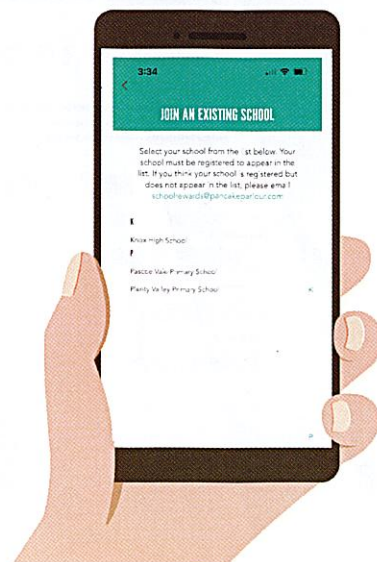 3:34
JOIN AN EXISTING SCHOOL
Select your school from the list below. Your
school must be registered to appear in the
list. If you think your school is registered but
does not appear in the list, please email
schoolrewards@pancakeparlour.com
K
Knox High School
P
Pascoe Vale Primary School
Plenty Valley Primary School
K
P